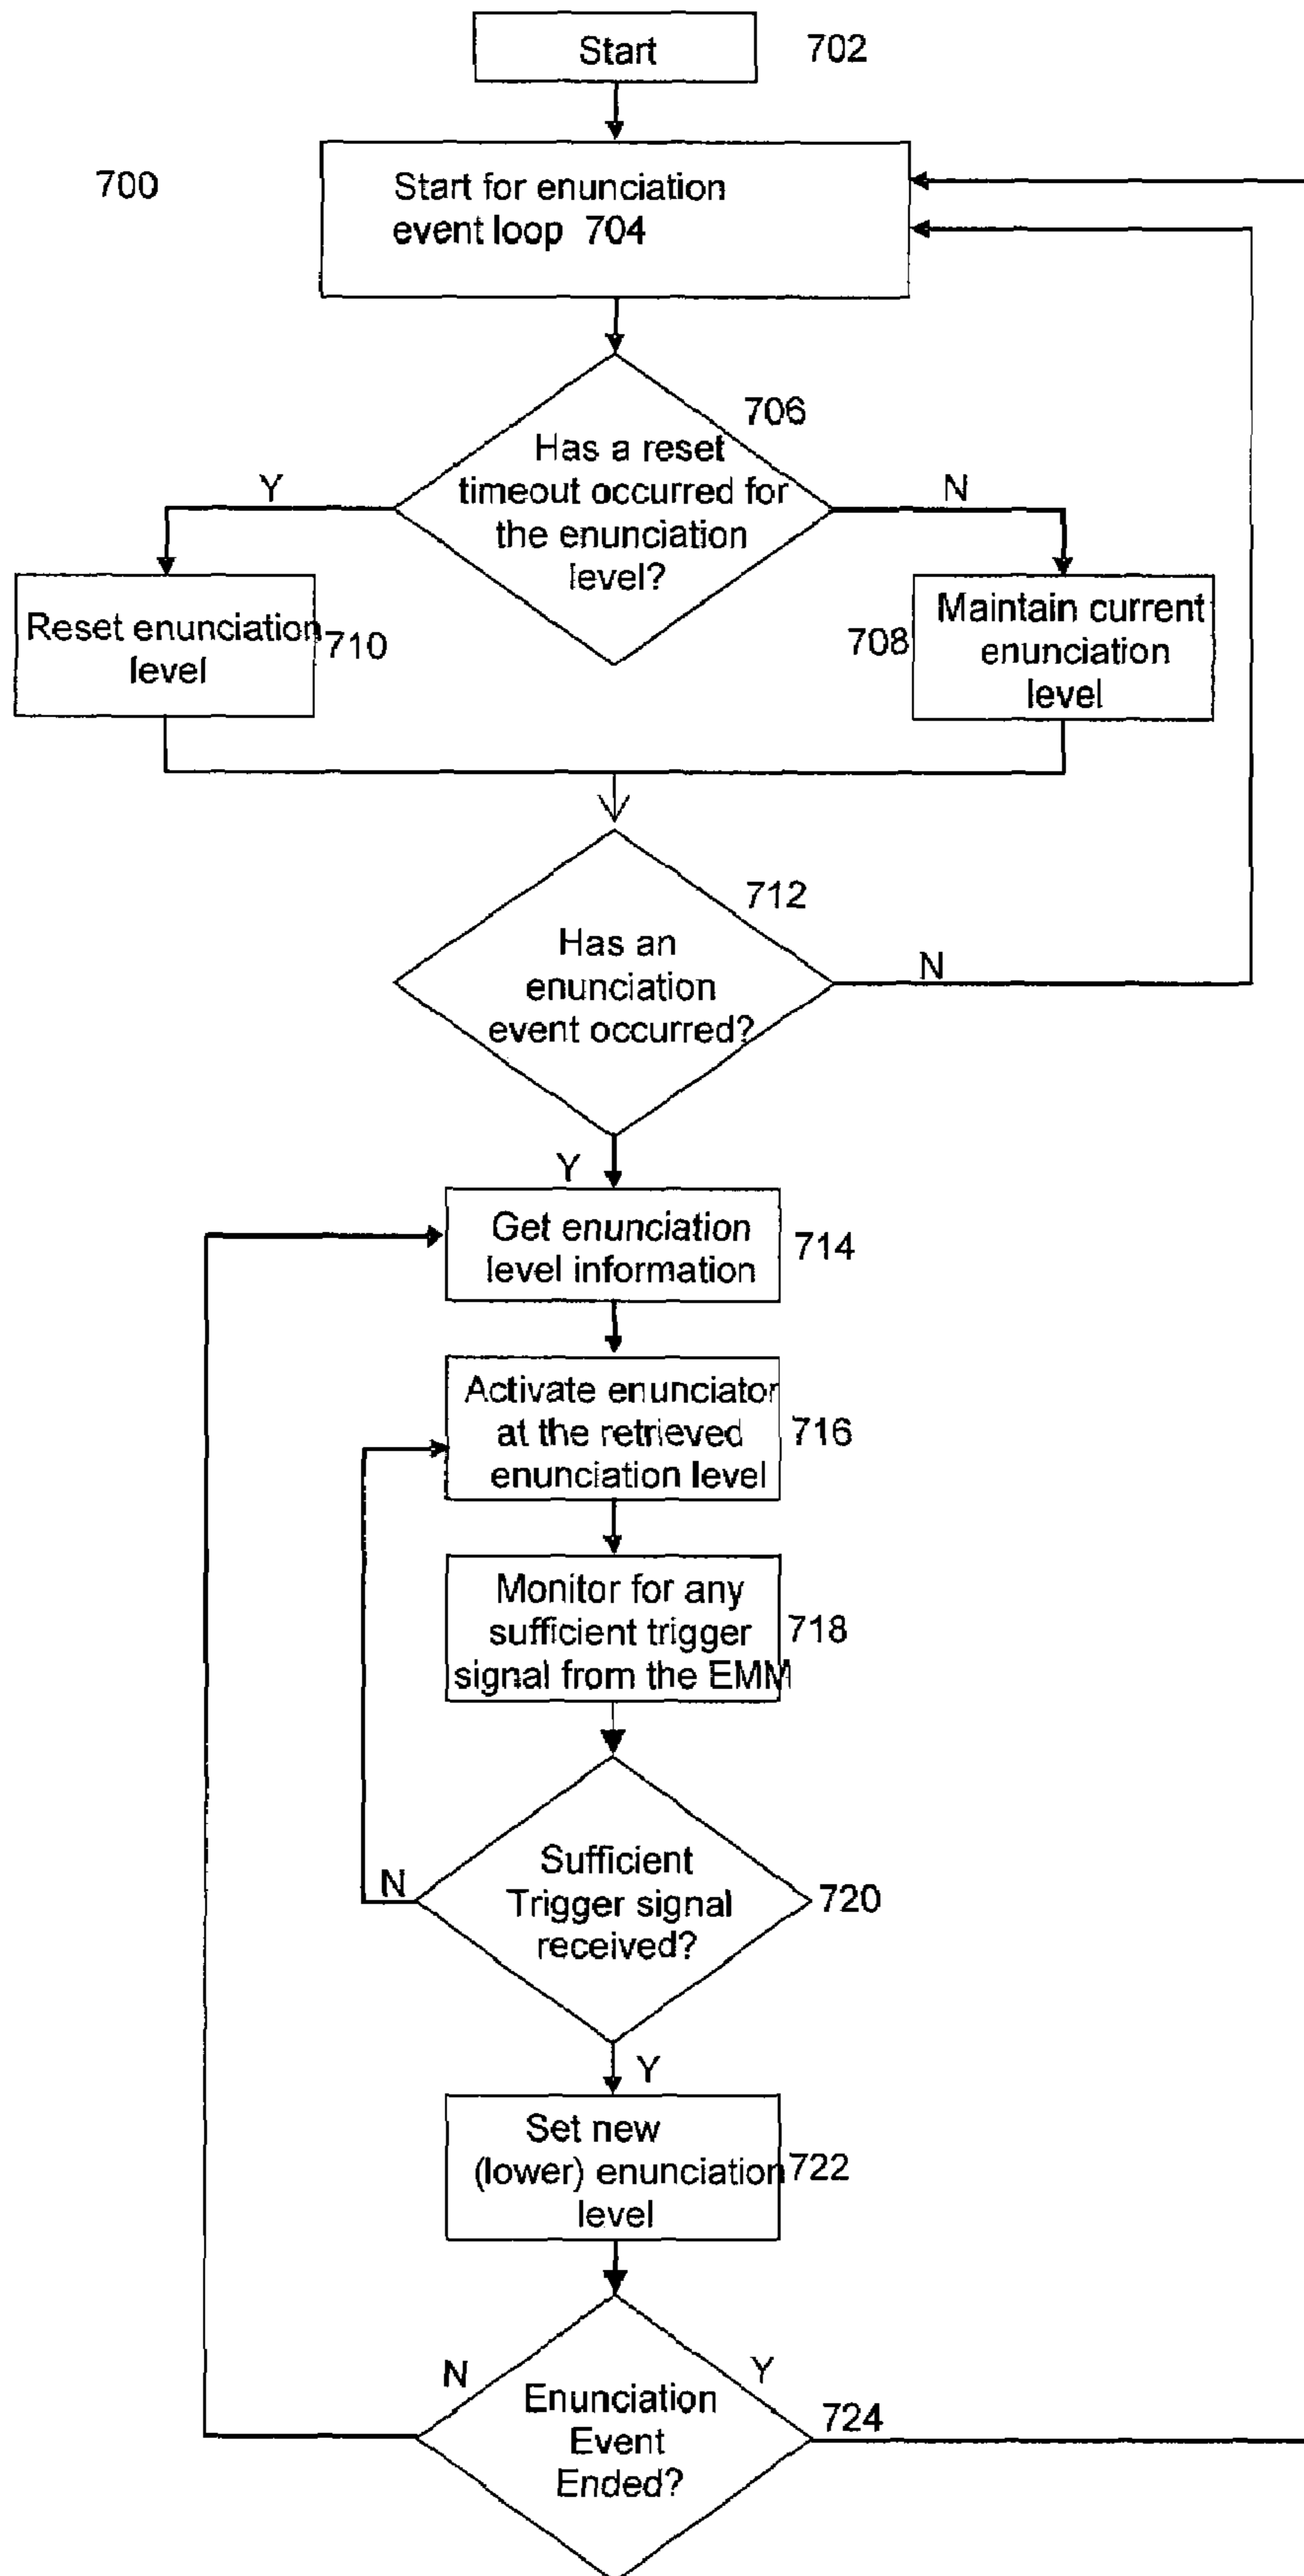 Start
702
700
Start for enunciation
event loop 704
706
Has a reset
timeout occurred for
the enunciation
level?
Y
N
Reset enunciation
level
710
708
Maintain current
enunciation
level
712
Has an
enunciation
event occurred?
N
Y
Get enunciation
level information
714
Activate enunciator
at the retrieved
enunciation level
716
Monitor for any
sufficient trigger
signal from the EMM
718
Sufficient
Trigger signal
received?
N
720
Y
Set new
(lower) enunciation
level
722
N
Y
Enunciation
Event
Ended?
724